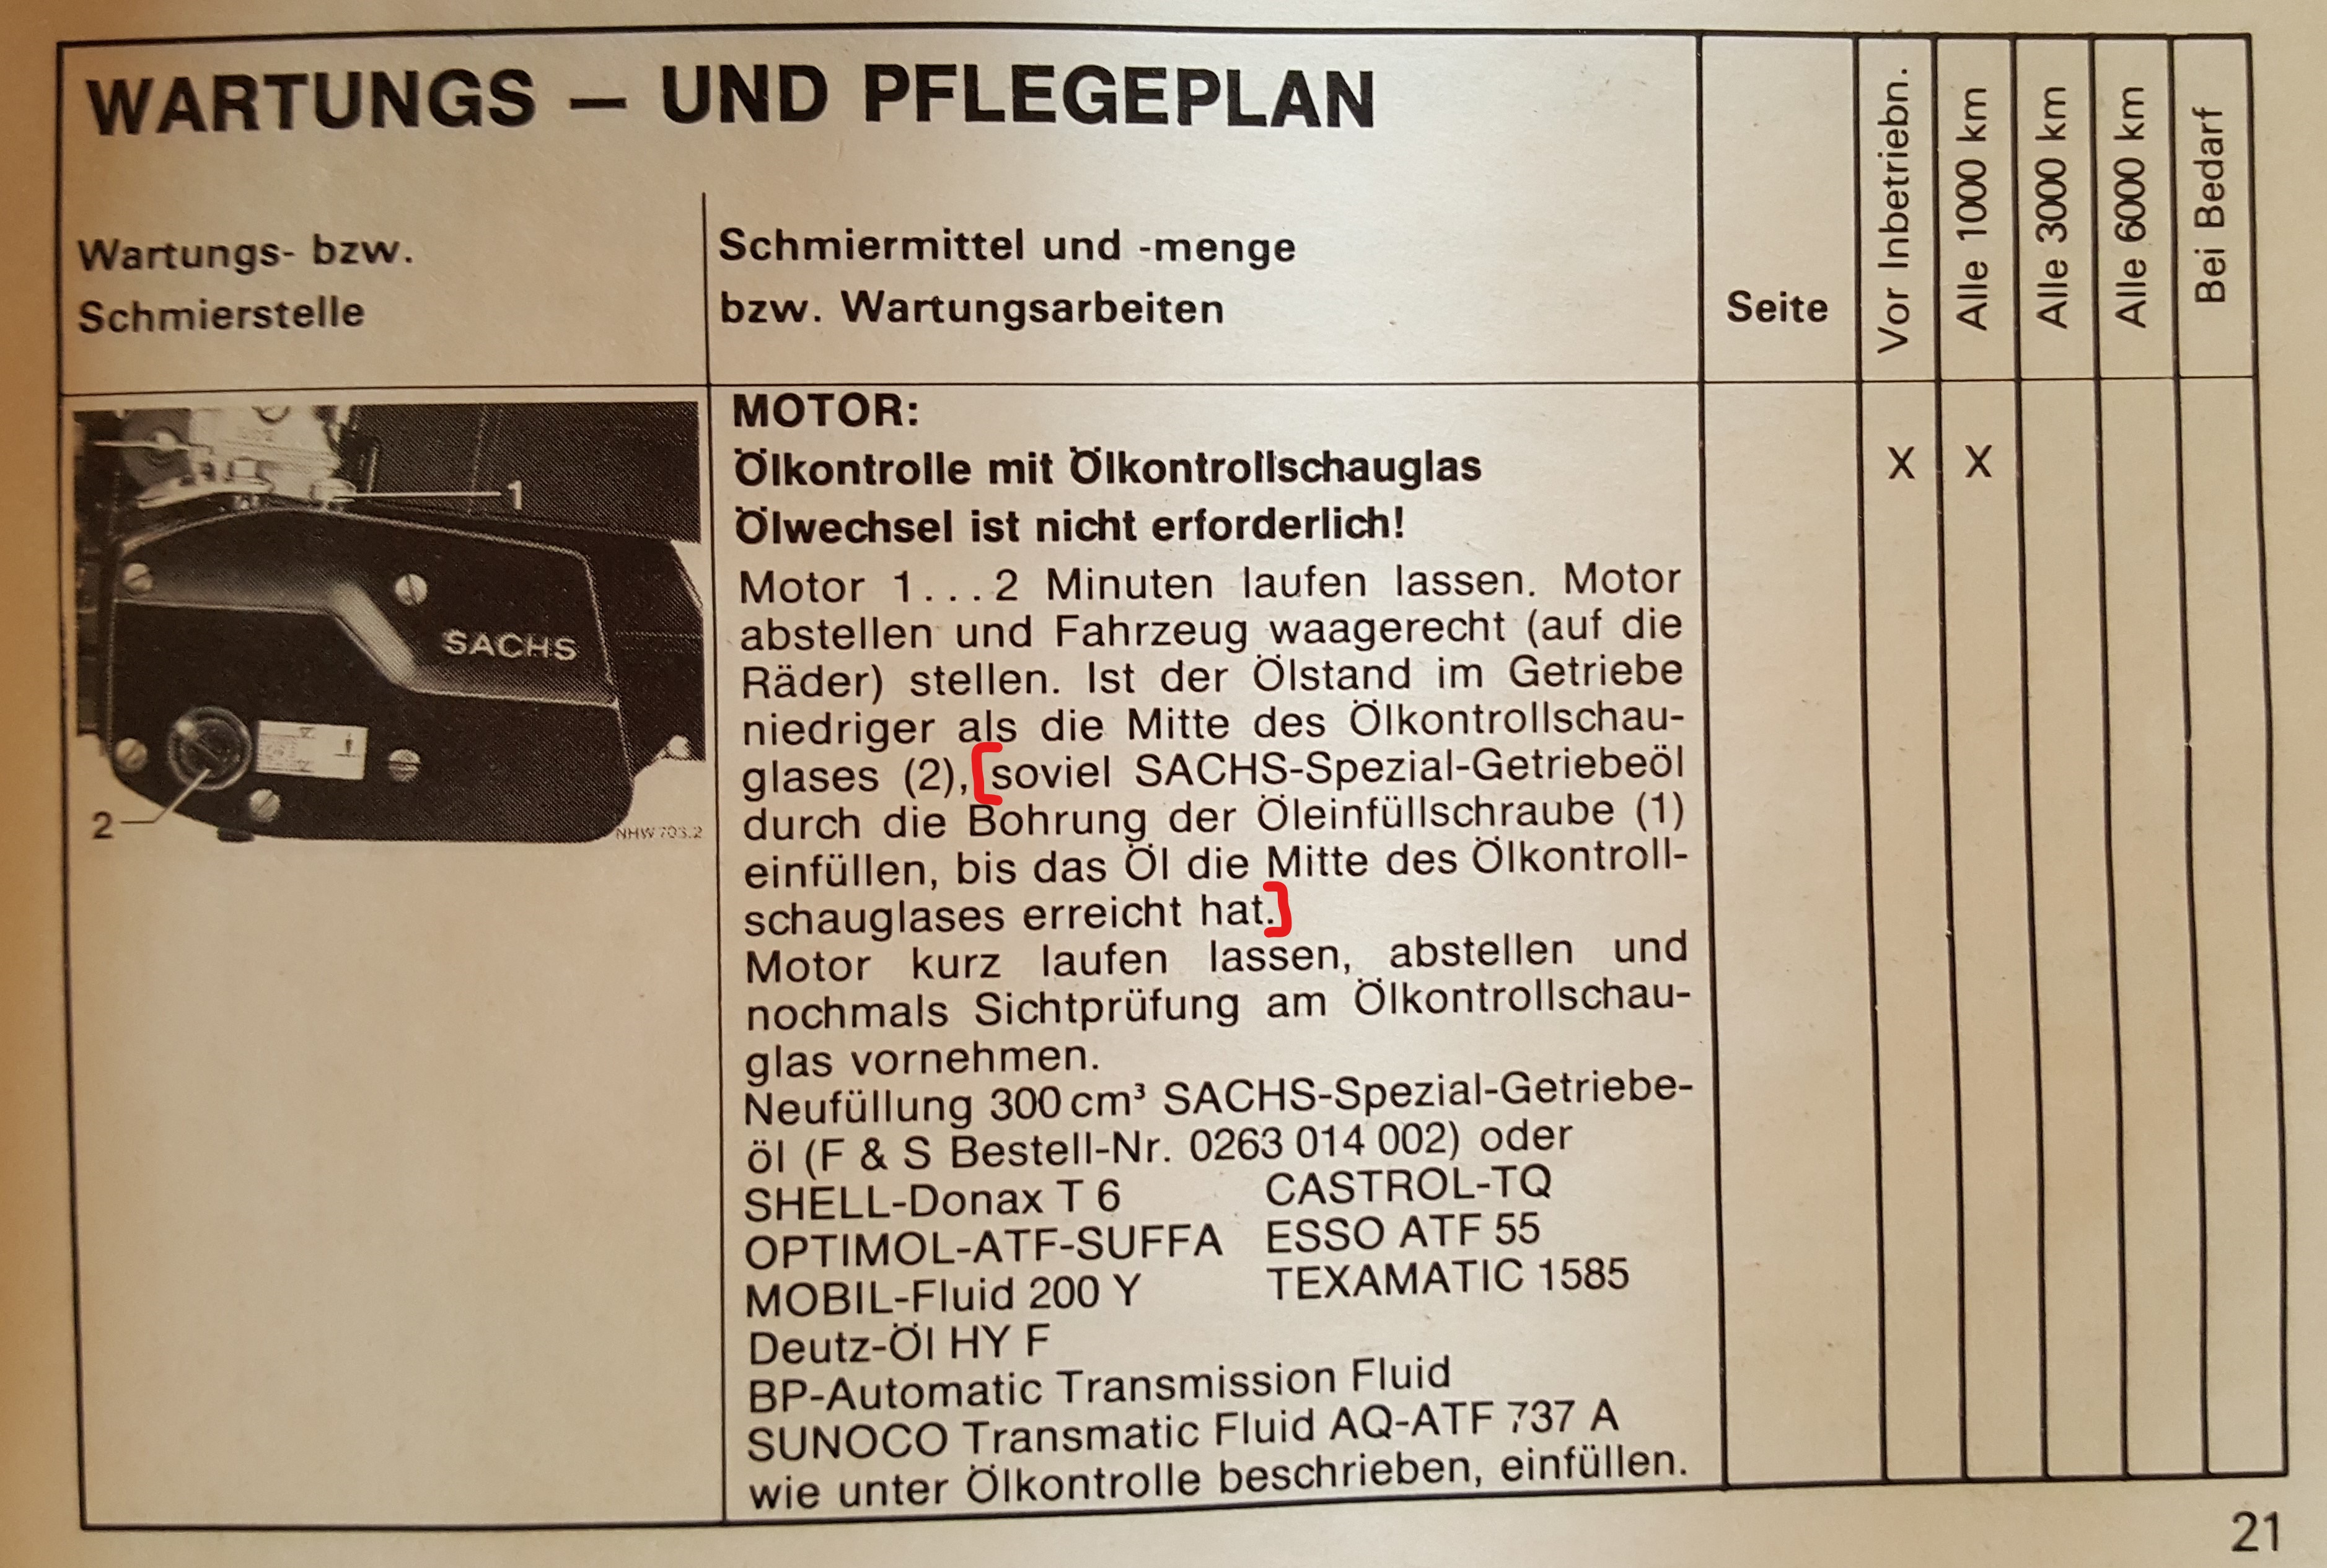 WARTUNGS – UND PFLEGEPLAN
Wartungs- bzw.
Schmierstelle
Schmiermittel und -menge
bzw. Wartungsarbeiten
Seite
Vor Inbetriebn.
Alle 1000 km
Alle 3000 km
Alle 6000 km
Bei Bedarf
1
SACHS
2
NHW 703.2
MOTOR:
Ölkontrolle mit Ölkontrollschauglas
X X
Ölwechsel ist nicht erforderlich!
Motor 1...2 Minuten laufen lassen. Motor
abstellen und Fahrzeug waagerecht (auf die
Räder) stellen. Ist der Ölstand im Getriebe
niedriger als die Mitte des Ölkontrollschau-
glases (2), [soviel SACHS-Spezial-Getriebeöl
durch die Bohrung der Öleinfüllschraube (1)
einfüllen, bis das Öl die Mitte des Ölkontroll-
schauglases erreicht hat.]
Motor kurz laufen lassen, abstellen und
nochmals Sichtprüfung am Ölkontrollschau-
glas vornehmen.
Neufüllung 300 cm³ SACHS-Spezial-Getriebe-
öl (F & S Bestell-Nr. 0263 014 002) oder
SHELL-Donax T 6 CASTROL-TQ
OPTIMOL-ATF-SUFFA ESSO ATF 55
MOBIL-Fluid 200 Y TEXAMATIC 1585
Deutz-Öl HY F
BP-Automatic Transmission Fluid
SUNOCO Transmatic Fluid AQ-ATF 737 A
wie unter Ölkontrolle beschrieben, einfüllen.
21